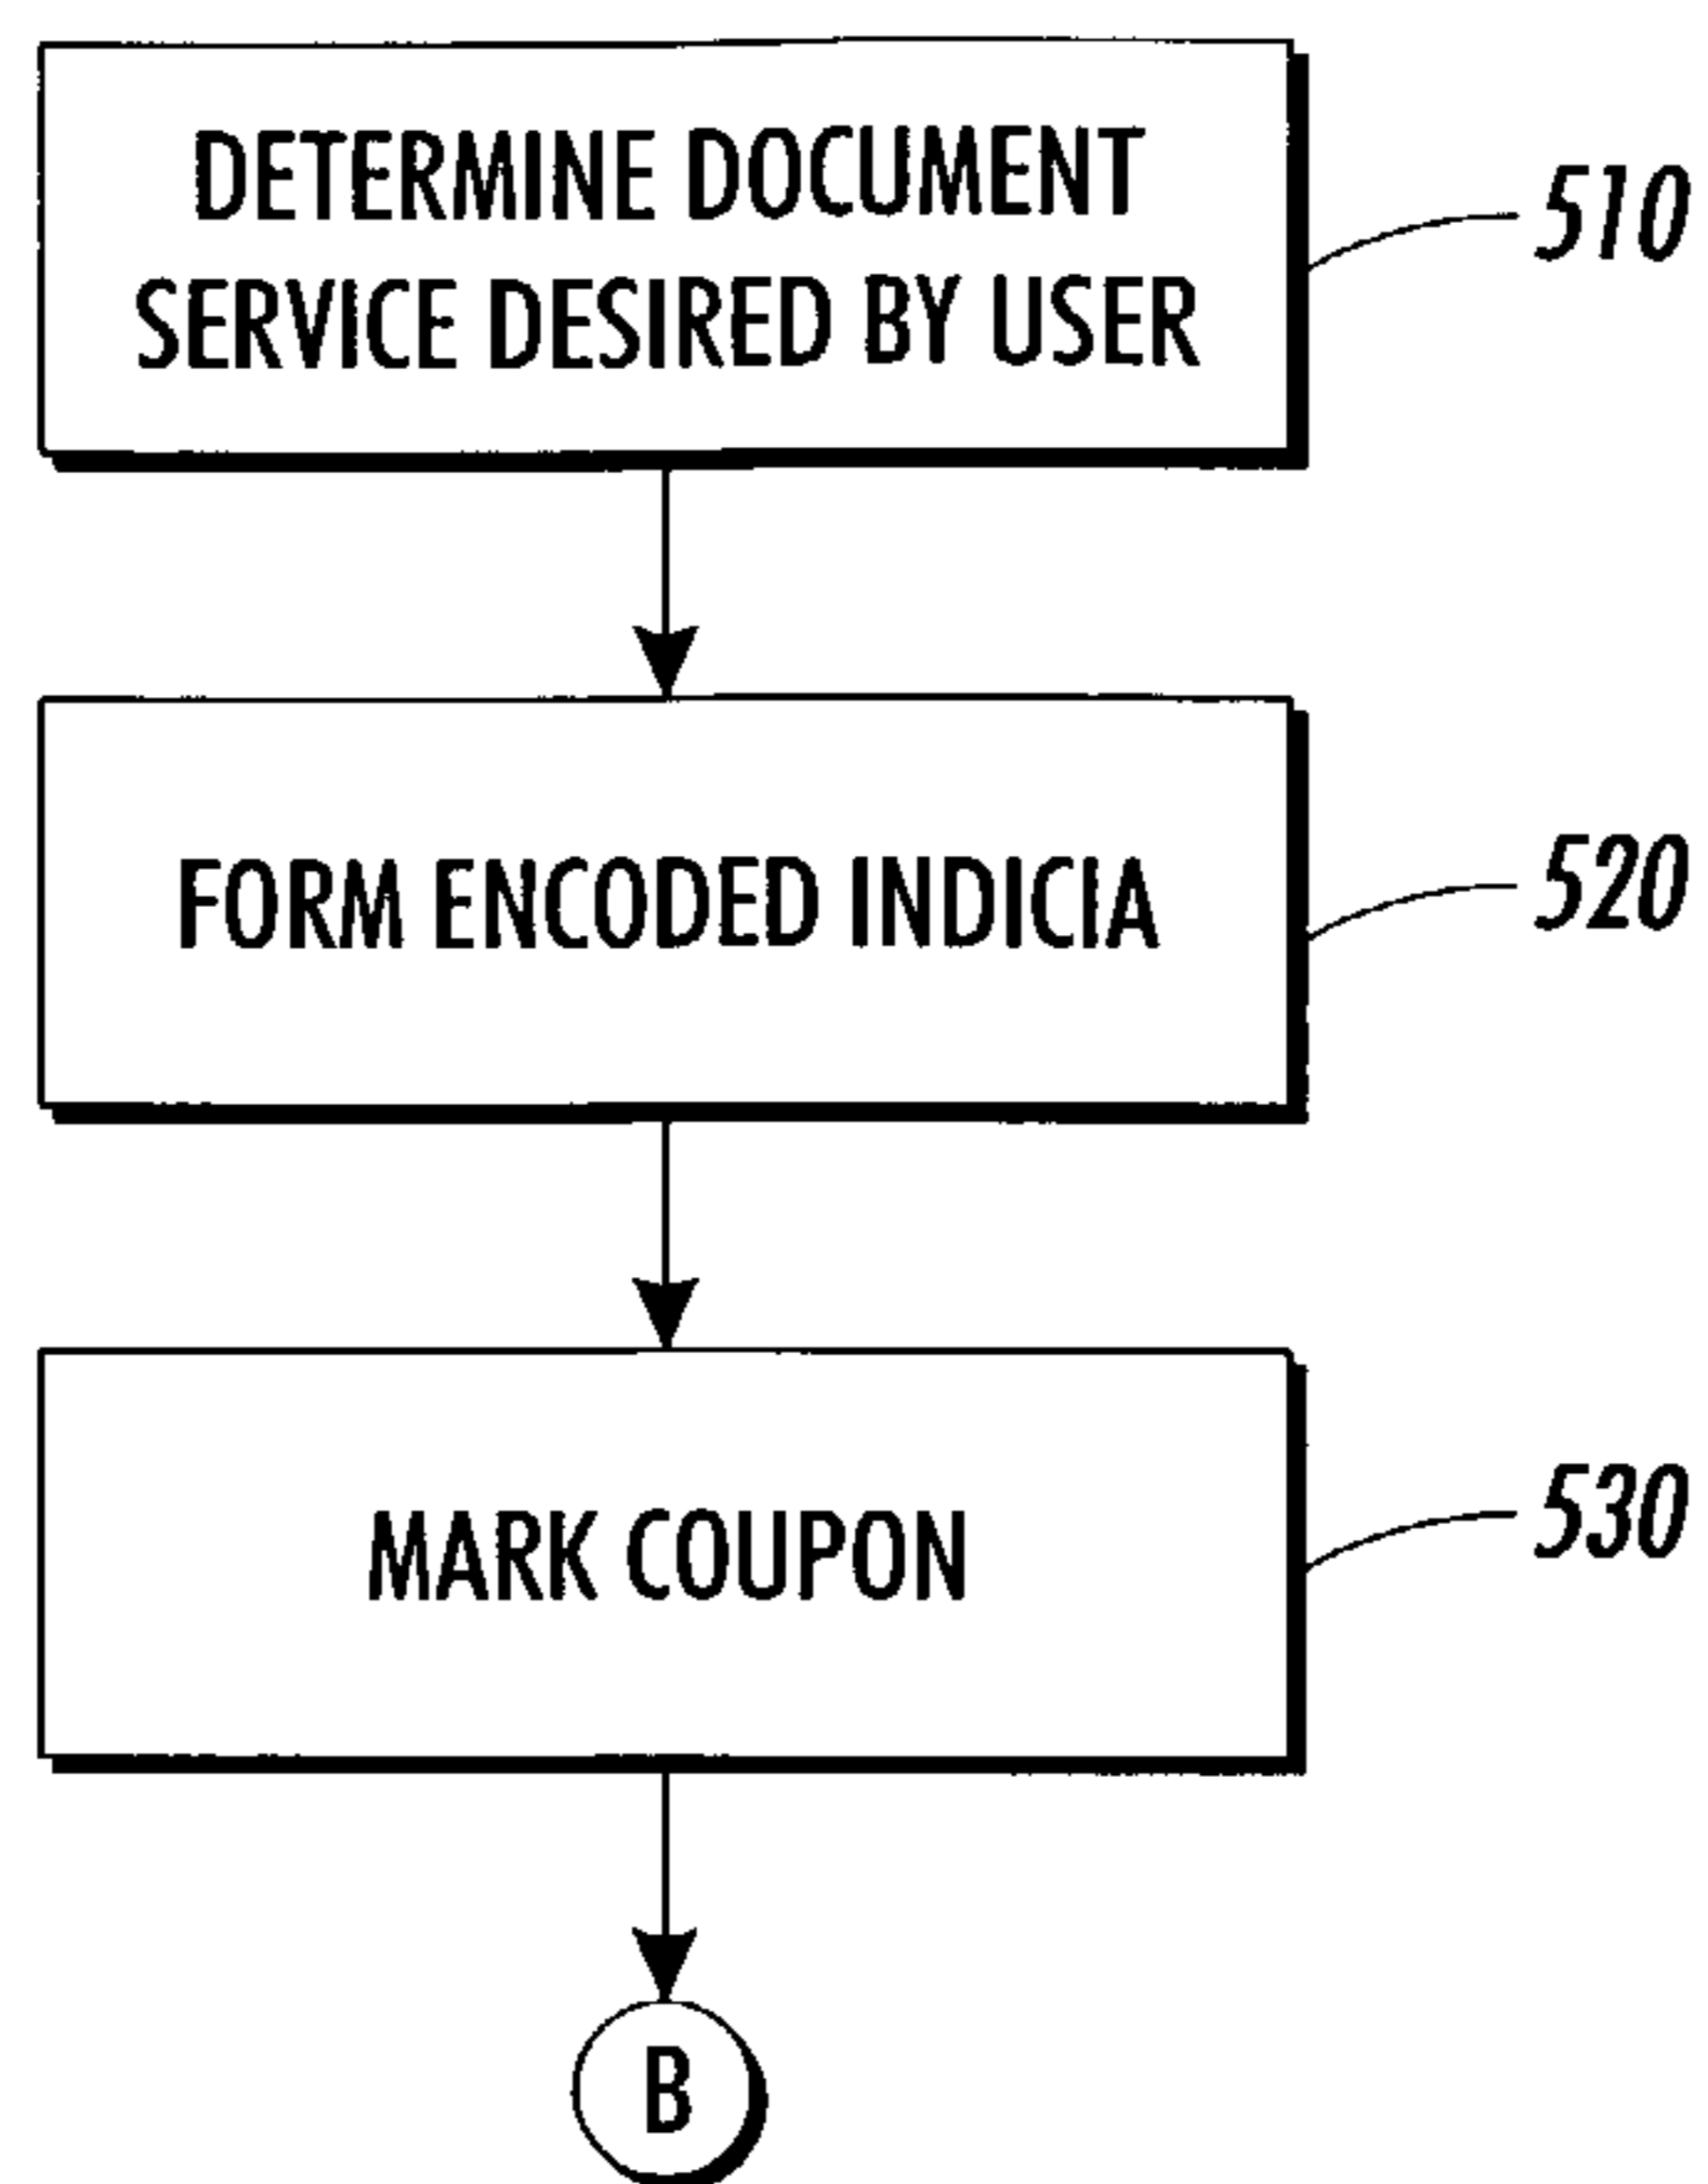 DETERMINE DOCUMENT
SERVICE DESIRED BY USER
510
FORM ENCODED INDICIA
520
MARK COUPON
530
B